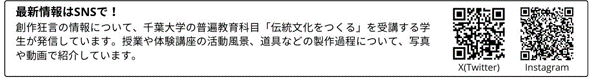 最新情報はSNSで！
創作狂言の情報について、千葉大学の普遍教育科目「伝統文化をつくる」を受講する学
生が発信しています。授業や体験講座の活動風景、道具などの製作過程について、写真
や動画で紹介しています。
X(Twitter)
Instagram